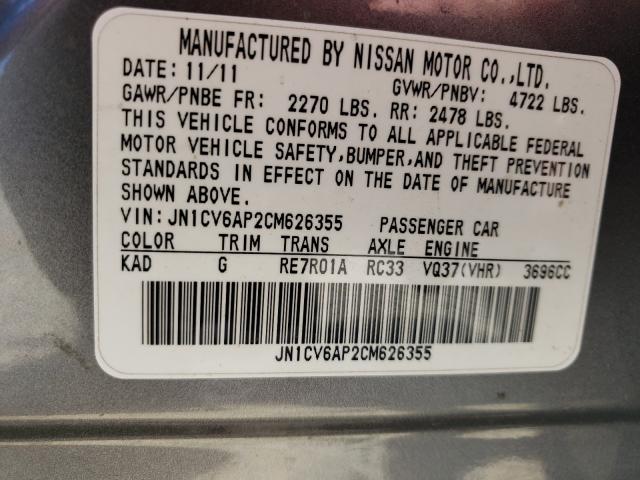 MANUFACTURED BY NISSAN MOTOR CO.,LTD.
DATE: 11/11 GVWR/PNBV: 4722 LBS.
GAWR/PNBE FR: 2270 LBS. RR: 2478 LBS.
THIS VEHICLE CONFORMS TO ALL APPLICABLE FEDERAL
MOTOR VEHICLE SAFETY,BUMPER,AND THEFT PREVENTION
STANDARDS IN EFFECT ON THE DATE OF MANUFACTURE
SHOWN ABOVE.
VIN: JN1CV6AP2CM626355 PASSENGER CAR
COLOR TRIM TRANS AXLE ENGINE
KAD G RE7R01A RC33 VQ37(VHR) 3696CC
JN1CV6AP2CM626355